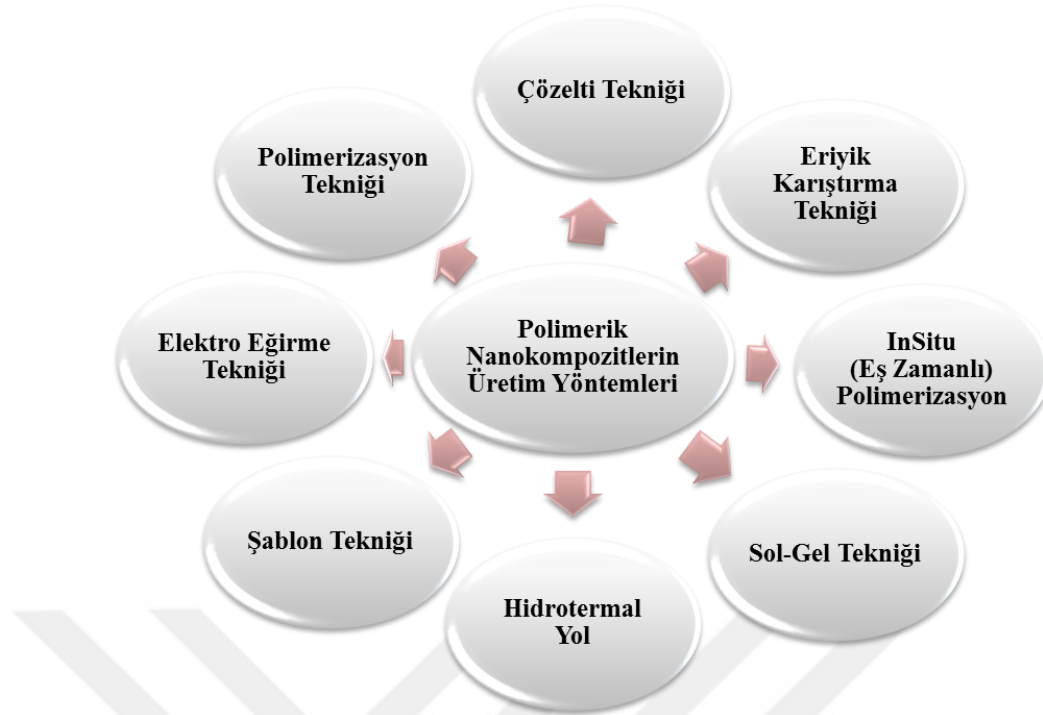 Çözelti Tekniği
Polimerizasyon
Tekniği
Eriyik
Karıştırma
Tekniği
Elektro Eğirme
Tekniği
Polimerik
Nanokompozitlerin
Üretim Yöntemleri
InSitu
(Eş Zamanlı)
Polimerizasyon
Şablon Tekniği
Sol-Gel Tekniği
Hidrotermal
Yol